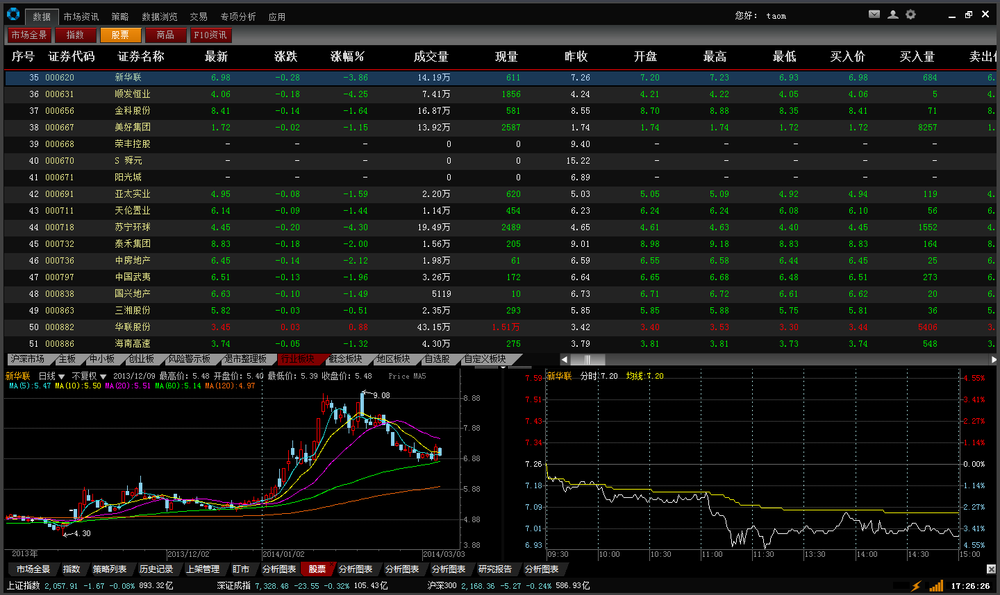 数据 市场资讯 策略 数据浏览 交易 专项分析 应用 您好： taom
市场全景 指数 股票 商品 F10资讯
序号 证券代码 证券名称 最新 涨跌 涨幅% 成交量 现量 昨收 开盘 最高 最低 买入价 买入量 卖出价
35 000620 新华联 6.98 -0.28 -3.86 14.19万 611 7.26 7.20 7.23 6.93 6.98 684 6.
36 000631 顺发恒业 4.06 -0.18 -4.25 7.41万 1856 4.24 4.21 4.22 4.05 4.06 5 4.
37 000656 金科股份 8.41 -0.14 -1.64 16.87万 581 8.55 8.70 8.88 8.35 8.41 71 8.
38 000667 美好集团 1.72 -0.02 -1.15 13.92万 2587 1.74 1.74 1.74 1.72 1.72 8257 1.
39 000668 荣丰控股 — — — 0 0 9.40 — — — — —
40 000670 S 舜元 — — — 0 0 15.22 — — — — —
41 000671 阳光城 — — — 0 0 6.89 — — — — —
42 000691 亚太实业 4.95 -0.08 -1.59 2.20万 620 5.03 5.05 5.09 4.92 4.94 119 4.
43 000711 天伦置业 6.14 -0.09 -1.44 1.14万 454 6.23 6.24 6.24 6.08 6.10 56 6.
44 000718 苏宁环球 4.45 -0.20 -4.30 19.49万 2489 4.65 4.61 4.63 4.40 4.45 1552 4.
45 000732 泰禾集团 8.83 -0.18 -2.00 1.56万 205 9.01 8.98 9.18 8.83 8.83 164 8.
46 000736 中房地产 6.45 -0.14 -2.12 1.98万 61 6.59 6.55 6.58 6.44 6.45 25 6.
47 000797 中国武夷 6.51 -0.13 -1.96 3.26万 172 6.64 6.65 6.68 6.48 6.51 273 6.
48 000838 国兴地产 6.63 -0.10 -1.49 5119 10 6.73 6.71 6.72 6.61 6.62 20 6.
49 000863 三湘股份 5.82 -0.03 -0.51 2.35万 293 5.85 5.85 5.88 5.75 5.81 36 5.
50 000882 华联股份 3.45 0.03 0.88 43.15万 1.51万 3.42 3.40 3.53 3.30 3.44 5406 3.
51 000886 海南高速 3.74 -0.05 -1.32 4.30万 275 3.79 3.81 3.81 3.73 3.74 548 3.
沪深市场 主板 中小板 创业板 风险警示板 退市整理板 行业板块 概念板块 地区板块 自选股 自定义板块
新华联 日线 不复权 2013/12/09 最高价: 5.48 开盘价: 5.40 最低价: 5.39 收盘价: 5.48 Price MA5
MA(5):5.47 MA(10):5.50 MA(20):5.51 MA(60):5.14 MA(120):4.97
9.08
4.30
8.88
7.88
6.88
5.88
4.88
3.88
2013年 2013/12/02 2014/01/02 2014/03/03
新华联 分时:7.20 均线:7.20
7.59 4.55%
7.51 3.41%
7.43 2.27%
7.34 1.14%
7.26 0.00%
7.18 -1.14%
7.09 -2.27%
7.01 -3.41%
6.93 4.55%
09:30 10:00 10:30 11:00 11:30 13:30 14:00 14:30 15:00
市场全景 指数 策略列表 历史记录 上架管理 盯市 分析图表 股票 分析图表 分析图表 分析图表 研究报告 分析图表
上证指数 2,057.91 -1.67 -0.08% 893.32亿 深证成指 7,328.48 -23.55 -0.32% 105.43亿 沪深300 2,168.36 -5.27 -0.24% 586.93亿 17:26:26